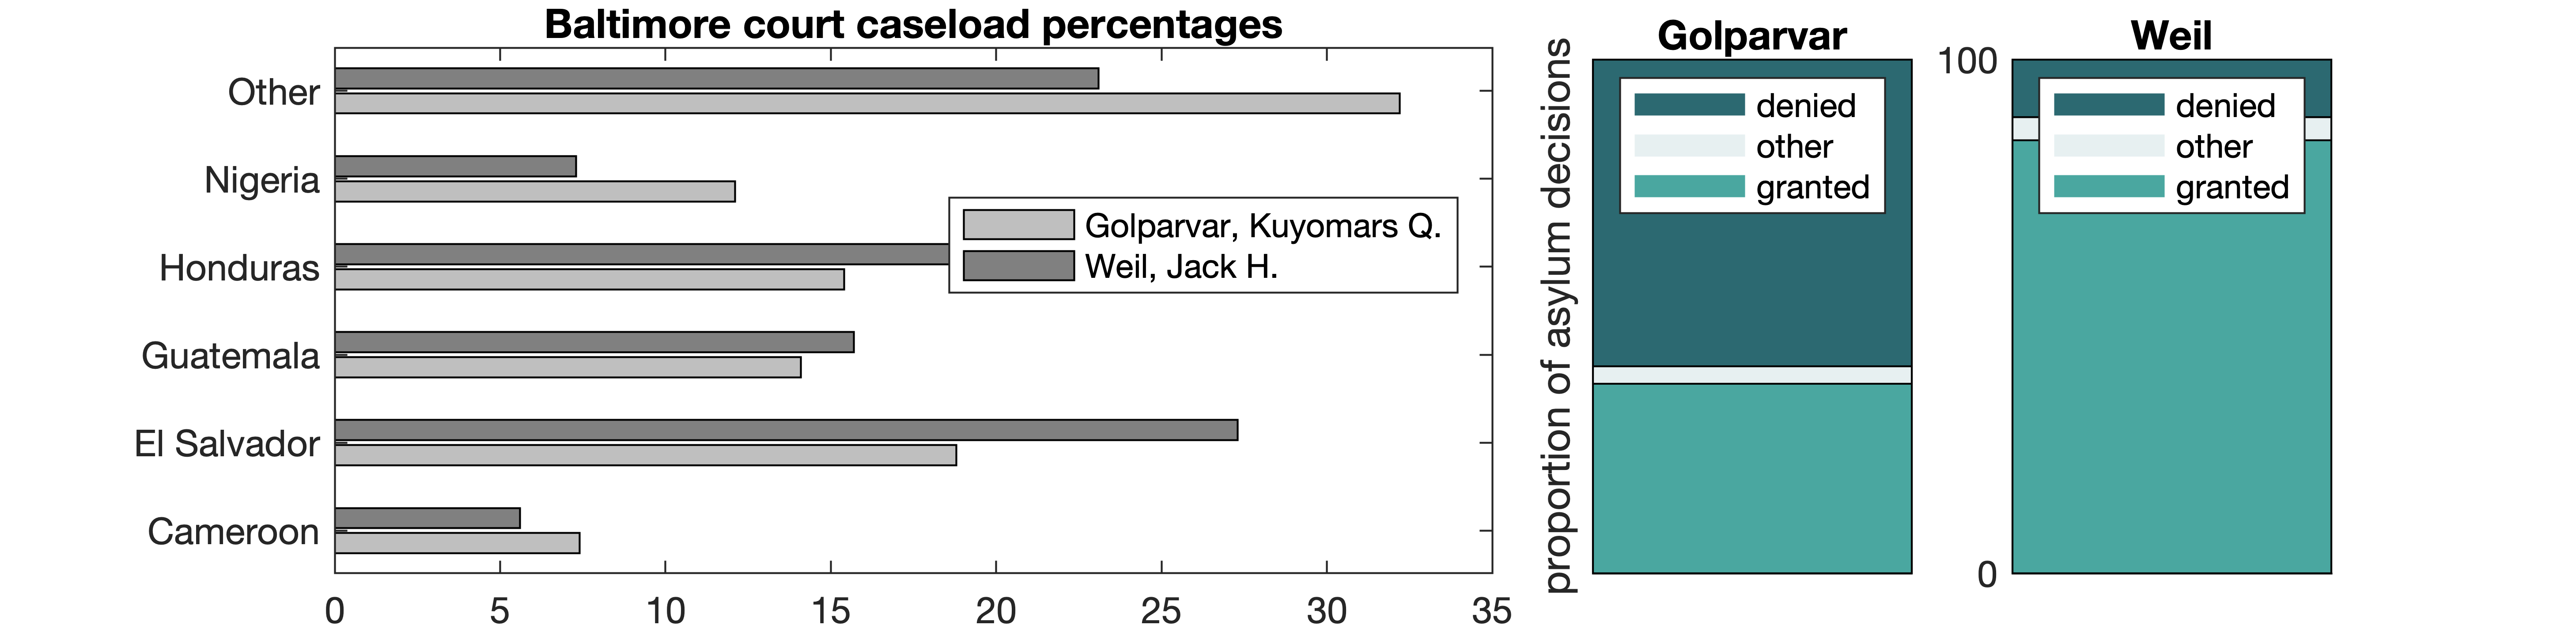 Baltimore court caseload percentages
Other
Nigeria
Honduras
Guatemala
El Salvador
Cameroon
0 5 10 15 20 25 30 35
Golparvar, Kuyomars Q.
Weil, Jack H.
proportion of asylum decisions
Golparvar
denied
other
granted
Weil
100
0
denied
other
granted